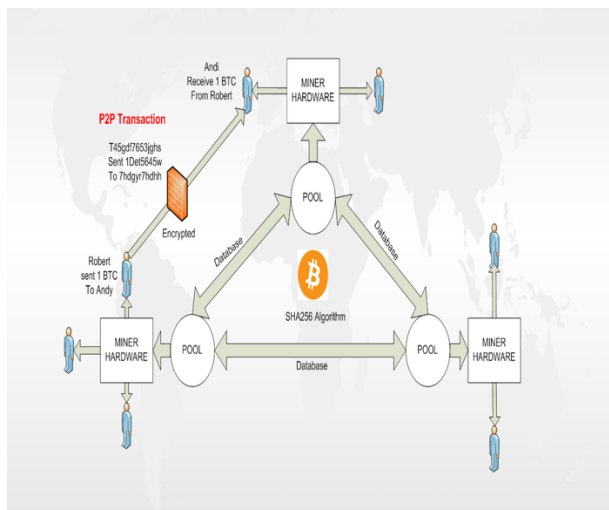 Andi
Receive 1 BTC
From Robert
MINER
HARDWARE
P2P Transaction
T45gdf7653jghs
Sent 1Det5645w
To 7hdgyr7hdhh
Encrypted
POOL
Database
Database
Robert
sent 1 BTC
To Andy
SHA256 Algorithm
MINER
HARDWARE
POOL
POOL
MINER
HARDWARE
Database